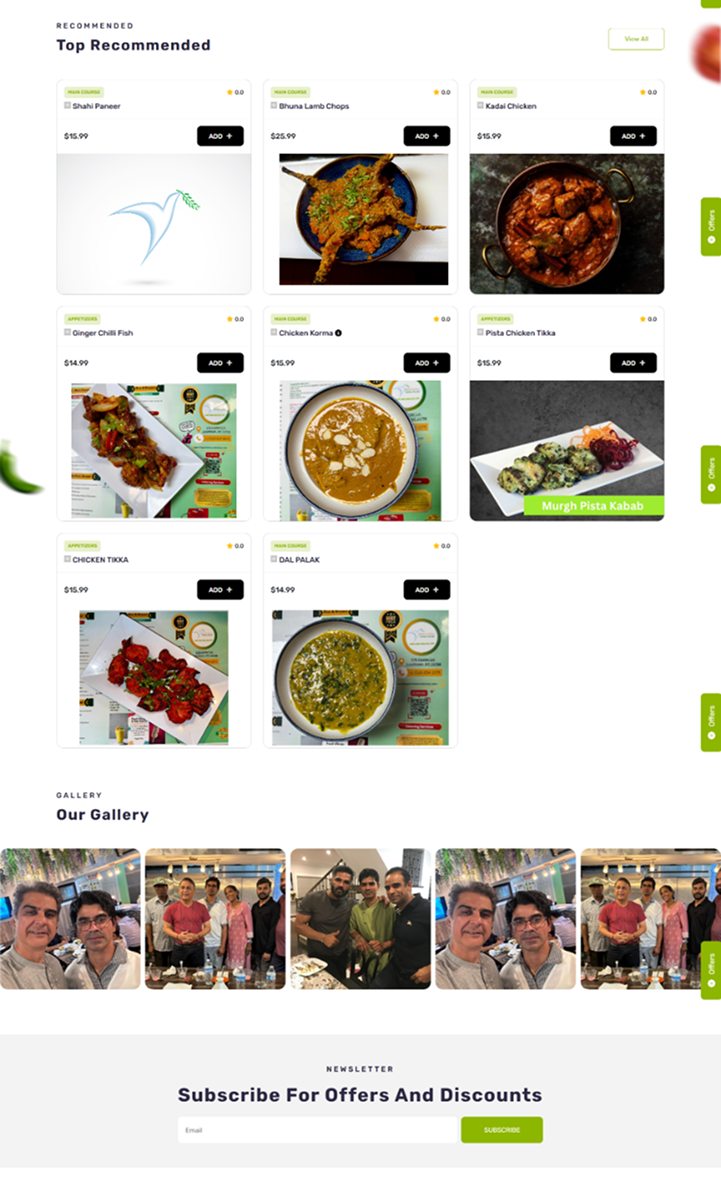 RECOMMENDED
Top Recommended
View All
MAIN COURSE
0.0
Shahi Paneer
$15.99
ADD +
MAIN COURSE
0.0
Bhuna Lamb Chops
$25.99
ADD +
MAIN COURSE
0.0
Kadai Chicken
$15.99
ADD +
Offers
APPETIZERS
0.0
Ginger Chilli Fish
$14.99
ADD +
MAIN COURSE
0.0
Chicken Korma
$15.99
ADD +
APPETIZERS
0.0
Pista Chicken Tikka
$15.99
ADD +
Murgh Pista Kabab
Offers
APPETIZERS
0.0
CHICKEN TIKKA
$15.99
ADD +
MAIN COURSE
0.0
DAL PALAK
$14.99
ADD +
Offers
GALLERY
Our Gallery
Offers
NEWSLETTER
Subscribe For Offers And Discounts
Email
SUBSCRIBE